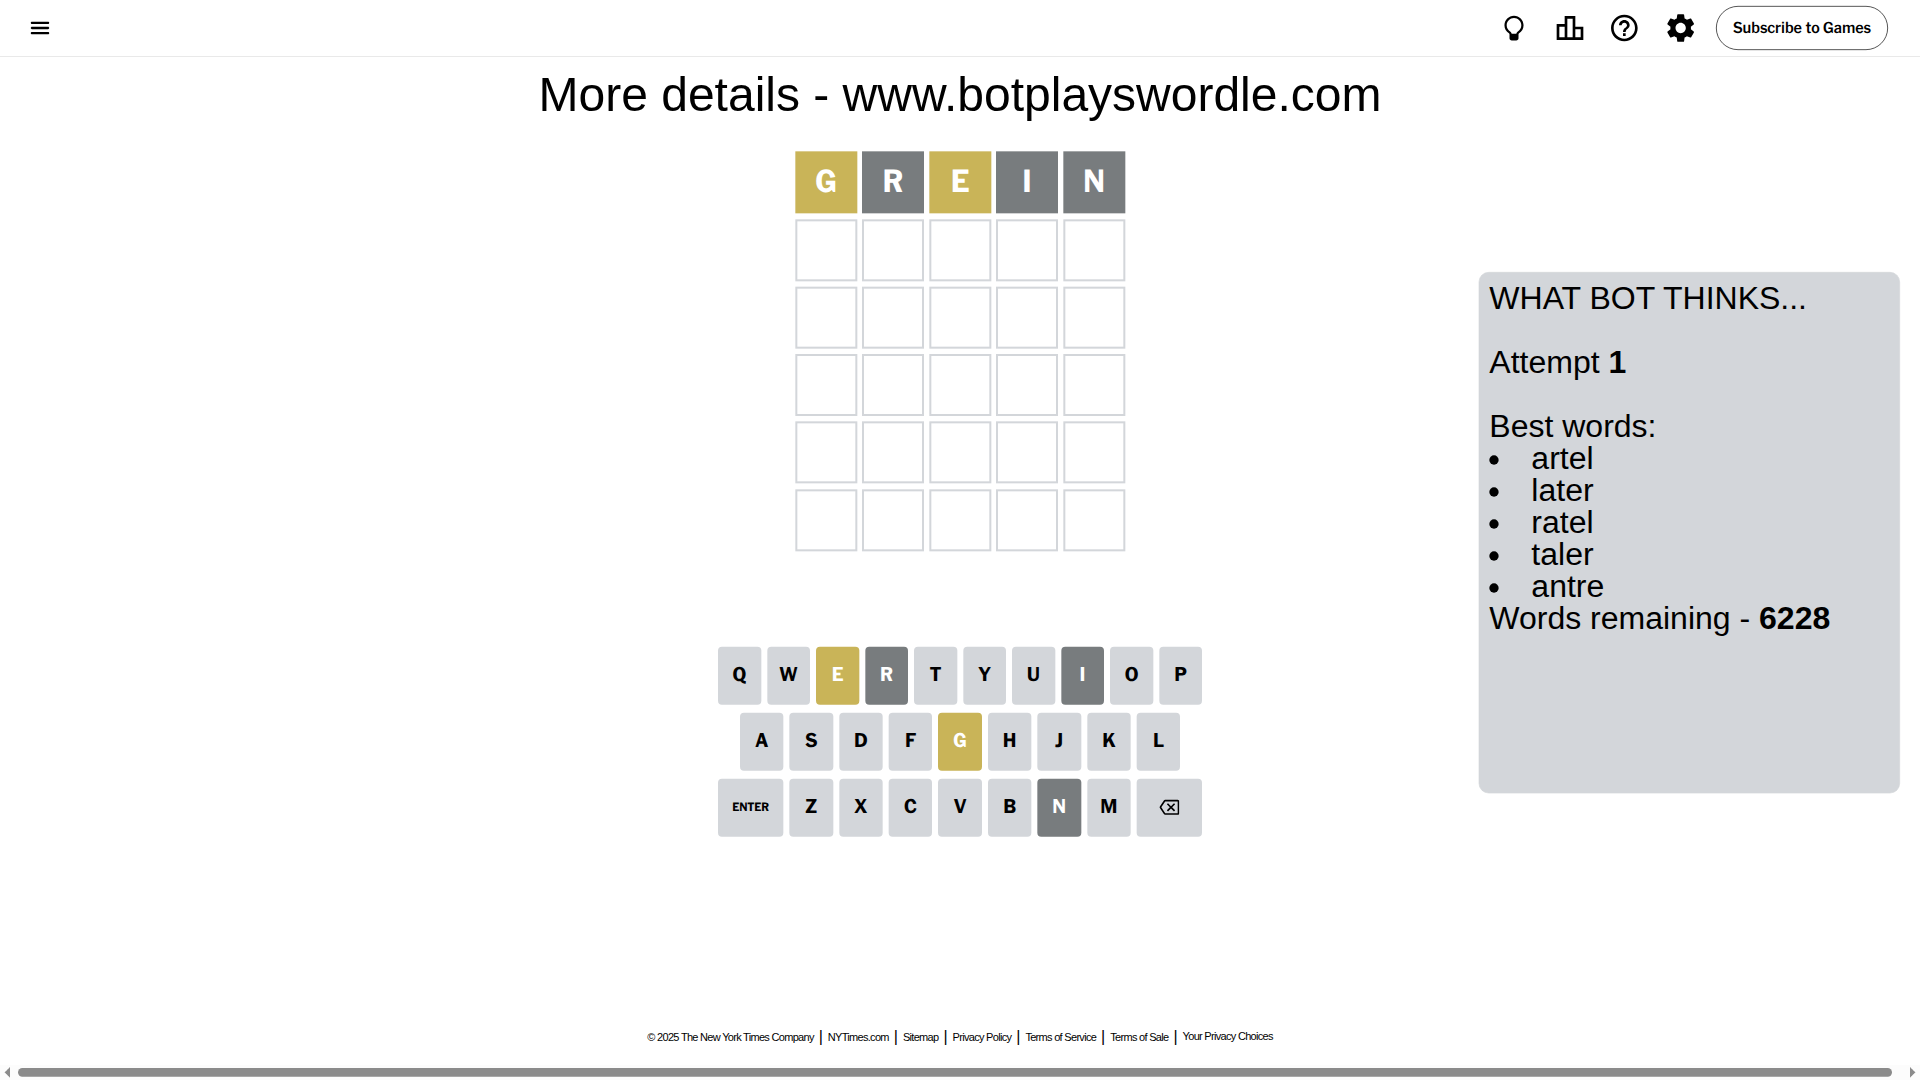 Subscribe to Games
More details - www.botplayswordle.com
G R E I N
WHAT BOT THINKS...
Attempt 1
Best words:
• artel
• later
• ratel
• taler
• antre
Words remaining - 6228
Q W E R T Y U I O P
A S D F G H J K L
ENTER Z X C V B N M
© 2025 The New York Times Company | NYTimes.com | Sitemap | Privacy Policy | Terms of Service | Terms of Sale | Your Privacy Choices